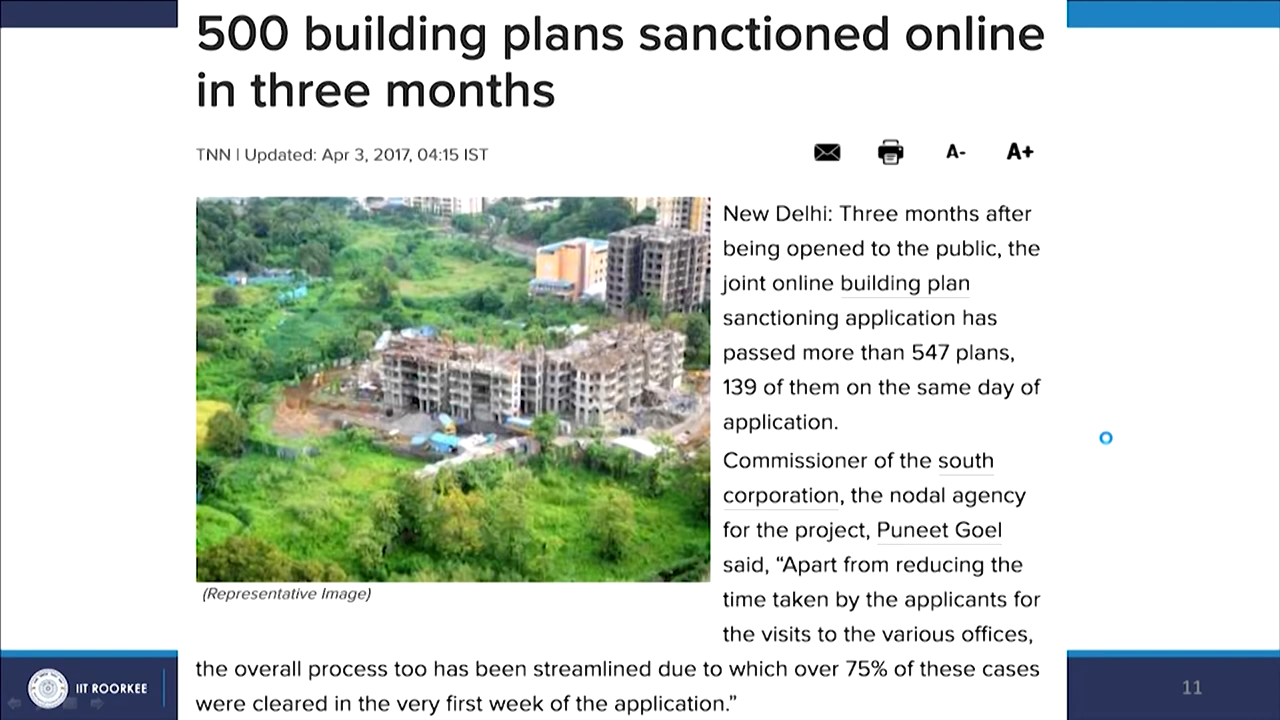 500 building plans sanctioned online
in three months
TNN | Updated: Apr 3, 2017, 04:15 IST
A-
A+
New Delhi: Three months after
being opened to the public, the
joint online building plan
sanctioning application has
passed more than 547 plans,
139 of them on the same day of
application.
Commissioner of the south
corporation, the nodal agency
for the project, Puneet Goel
said, “Apart from reducing the
time taken by the applicants for
the visits to the various offices,
(Representative Image)
the overall process too has been streamlined due to which over 75% of these cases
were cleared in the very first week of the application.”
IIT ROORKEE
11